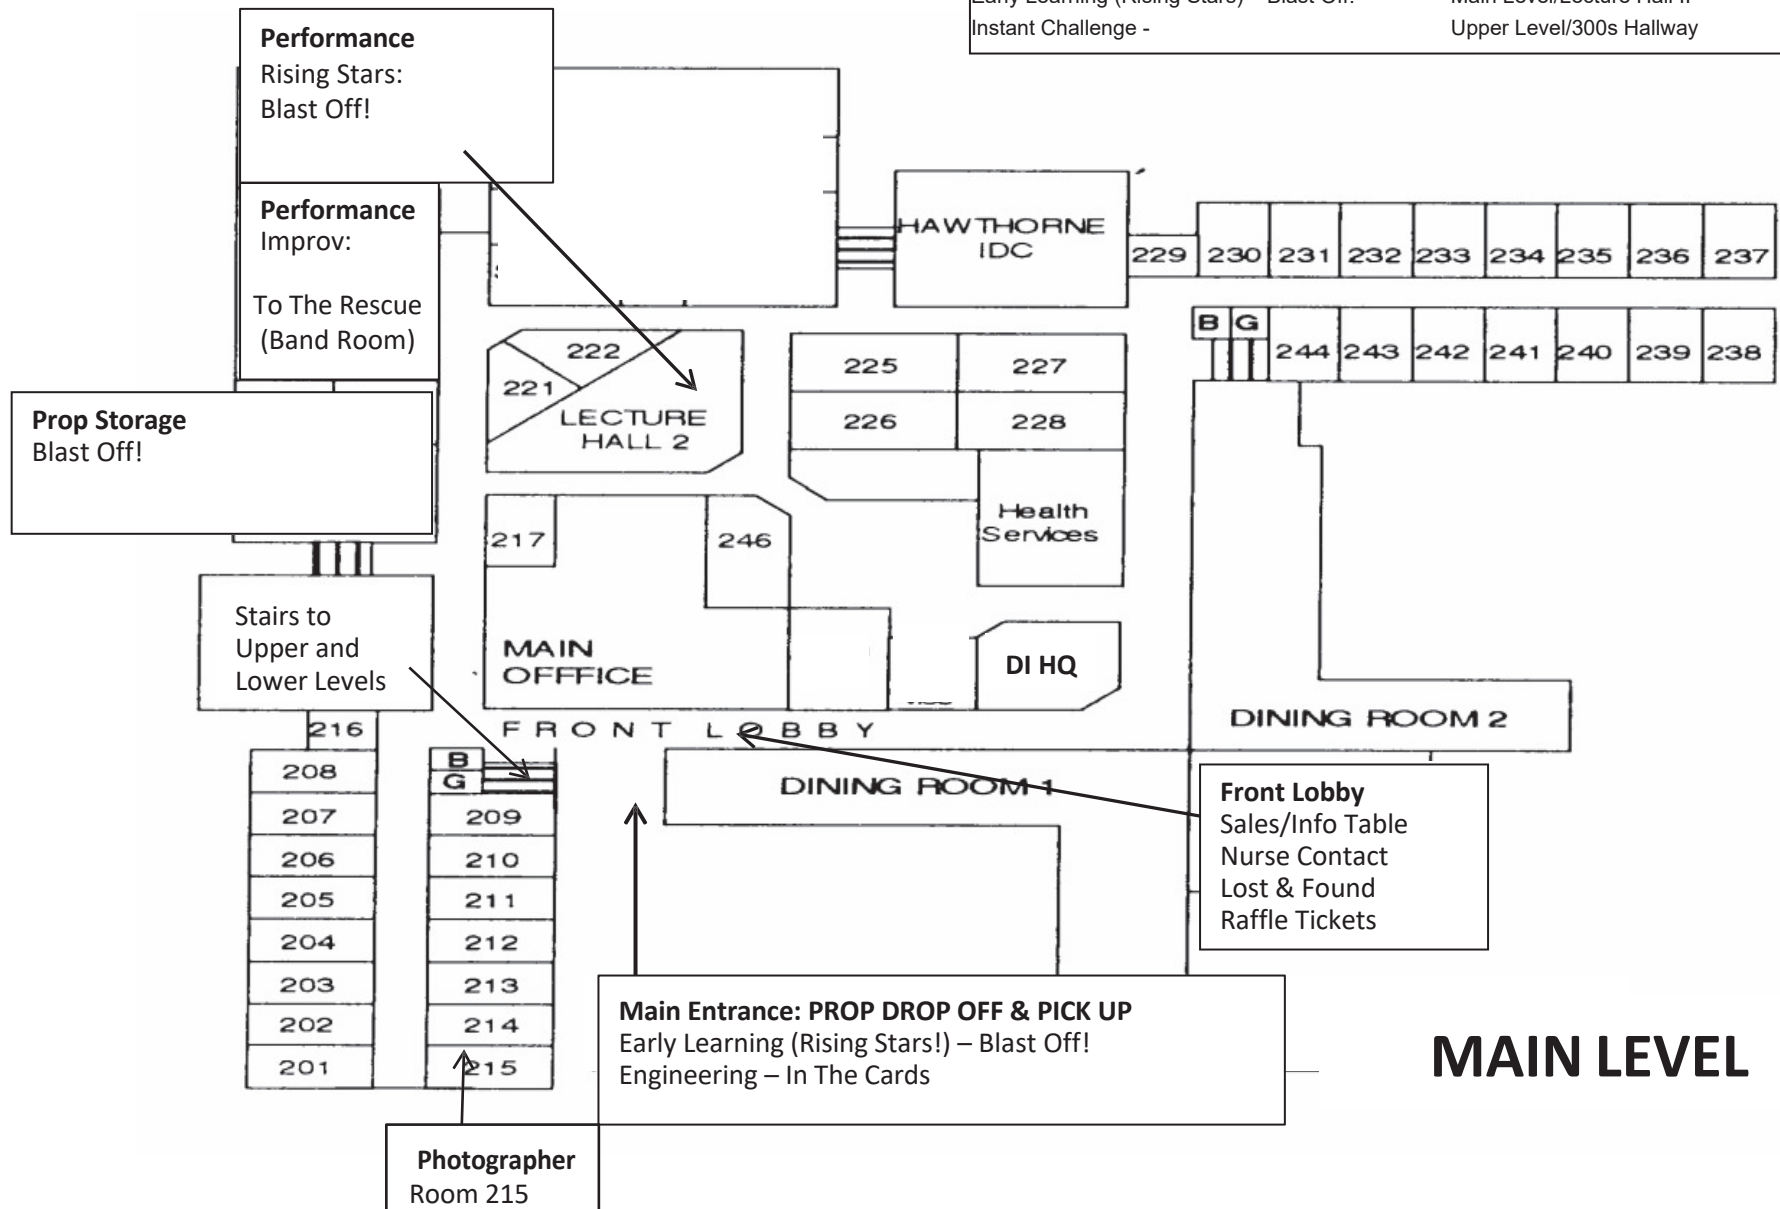 Early Learning (Rising Stars) – Blast Off! Main Level/Lecture Hall II
Instant Challenge - Upper Level/300s Hallway
Performance
Rising Stars:
Blast Off!
Performance
Improv:
To The Rescue
(Band Room)
Prop Storage
Blast Off!
HAWTHORNE
IDC
229 230 231 232 233 234 235 236 237
B G
244 243 242 241 240 239 238
222
221
LECTURE
HALL 2
225 227
226 228
Health
Services
217
246
MAIN
OFFFICE
DI HQ
Stairs to
Upper and
Lower Levels
FRONT LOBBY
DINING ROOM 2
DINING ROOM 1
216
B
G
208
207 209
206 210
205 211
204 212
203 213
202 214
201 215
Front Lobby
Sales/Info Table
Nurse Contact
Lost & Found
Raffle Tickets
Main Entrance: PROP DROP OFF & PICK UP
Early Learning (Rising Stars!) – Blast Off!
Engineering – In The Cards
MAIN LEVEL
Photographer
Room 215